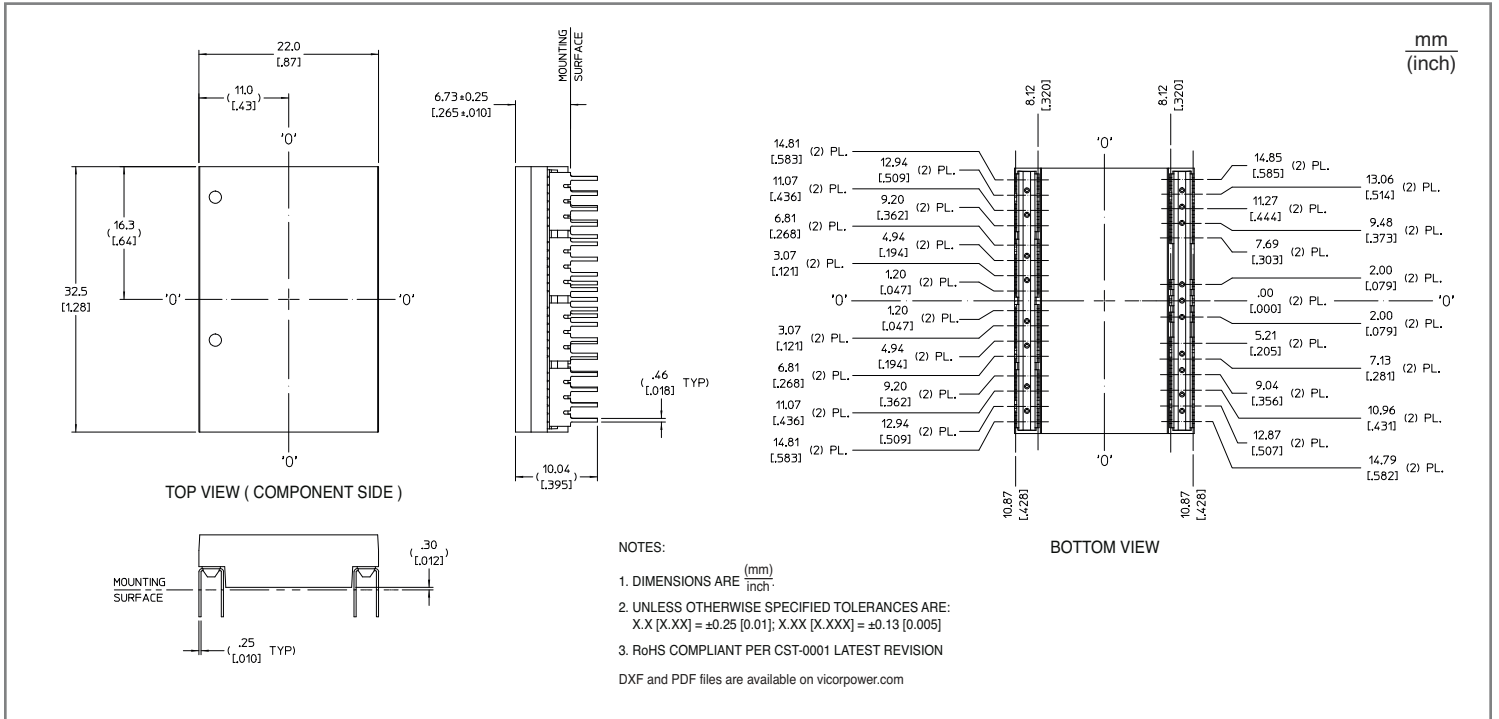 mm
(inch)
22.0
[.87]
11.0
[.43]
'0'
16.3
[.64]
32.5
[1.28]
'0'
'0'
'0'
TOP VIEW ( COMPONENT SIDE )
6.73±0.25
[.265±.010]
MOUNTING
SURFACE
.46
[.018]
TYP)
10.04
[.395]
MOUNTING
SURFACE
.30
[.012]
.25
[.010]
TYP)
8.12
[.320]
8.12
[.320]
'0'
14.81
[.583] (2) PL.
12.94
[.509] (2) PL.
11.07
[.436] (2) PL.
9.20
[.362] (2) PL.
6.81
[.268] (2) PL.
4.94
[.194] (2) PL.
3.07
[.121] (2) PL.
1.20
[.047] (2) PL.
'0'
1.20
[.047] (2) PL.
3.07
[.121] (2) PL.
4.94
[.194] (2) PL.
6.81
[.268] (2) PL.
9.20
[.362] (2) PL.
11.07
[.436] (2) PL.
12.94
[.509] (2) PL.
14.81
[.583] (2) PL.
14.85
[.585] (2) PL.
13.06
[.514] (2) PL.
11.27
[.444] (2) PL.
9.48
[.373] (2) PL.
7.69
[.303] (2) PL.
2.00
[.079] (2) PL.
.00
[.000] (2) PL.
'0'
2.00
[.079] (2) PL.
5.21
[.205] (2) PL.
7.13
[.281] (2) PL.
9.04
[.356] (2) PL.
10.96
[.431] (2) PL.
12.87
[.507] (2) PL.
14.79
[.582] (2) PL.
'0'
10.87
[.428]
10.87
[.428]
BOTTOM VIEW
NOTES:
1. DIMENSIONS ARE (mm)
inch.
2. UNLESS OTHERWISE SPECIFIED TOLERANCES ARE:
X.X [X.XX] = ±0.25 [0.01]; X.XX [X.XXX] = ±0.13 [0.005]
3. RoHS COMPLIANT PER CST-0001 LATEST REVISION
DXF and PDF files are available on vicorpower.com